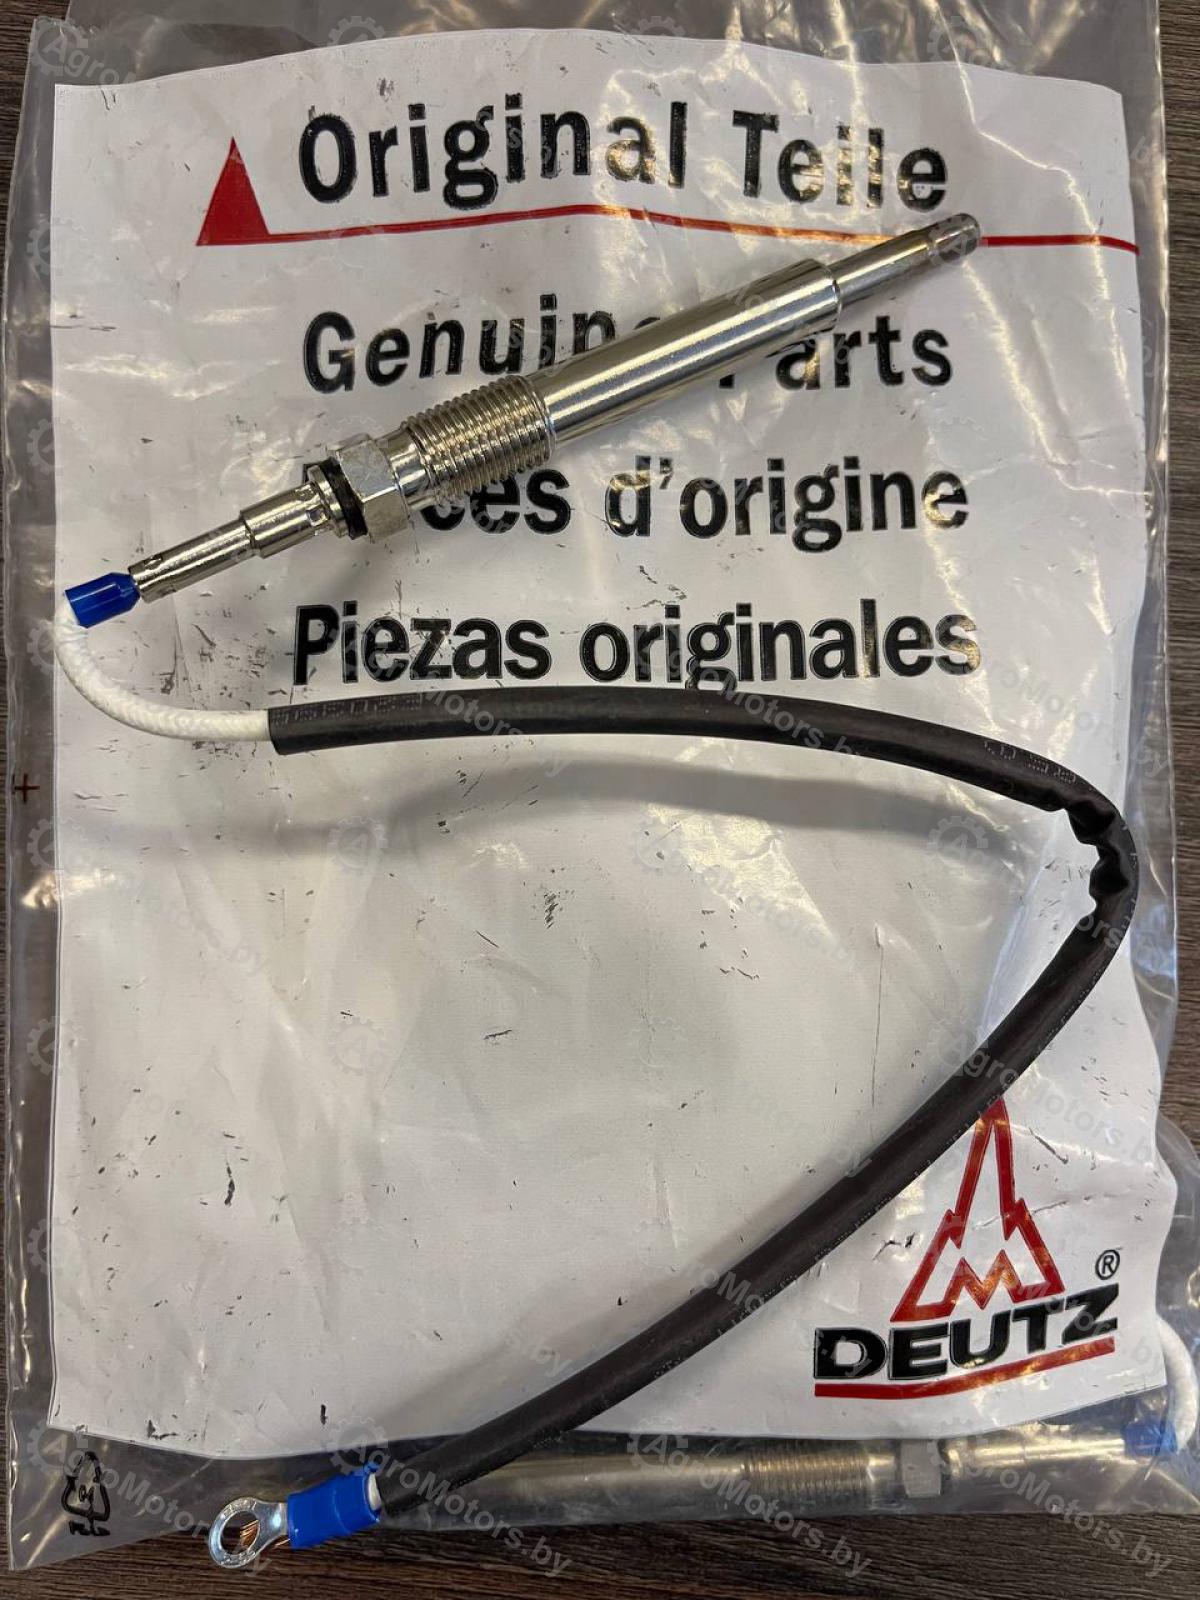 Original Teile
Genuine Parts
d'origine
Piezas originales
DEUTZ
®
AgroMotors.by